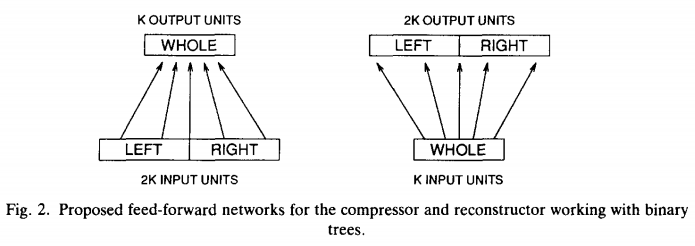 K OUTPUT UNITS
WHOLE
LEFT RIGHT
2K INPUT UNITS
2K OUTPUT UNITS
LEFT RIGHT
WHOLE
K INPUT UNITS
Fig. 2. Proposed feed-forward networks for the compressor and reconstructor working with binary
trees.